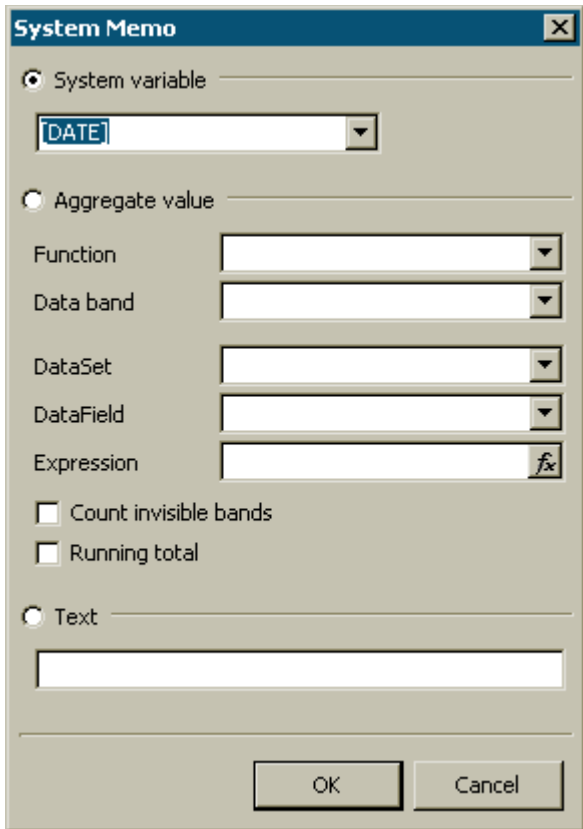 System Memo
System variable
[DATE]
Aggregate value
Function
Data band
DataSet
DataField
Expression
fx
Count invisible bands
Running total
Text
OK Cancel